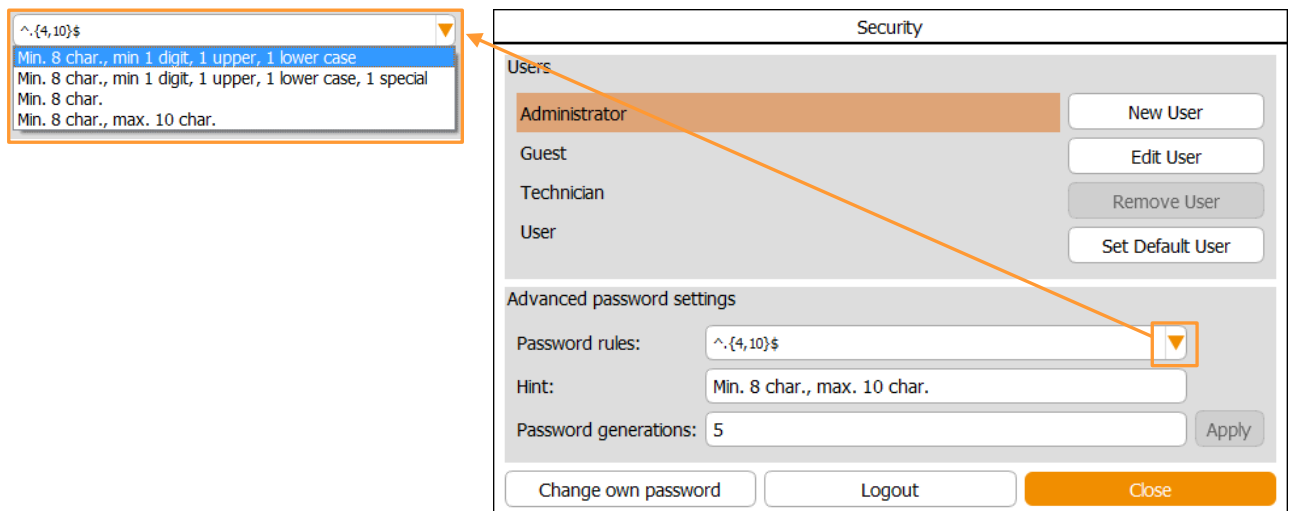 ^.{4,10}$
Min. 8 char., min 1 digit, 1 upper, 1 lower case
Min. 8 char., min 1 digit, 1 upper, 1 lower case, 1 special
Min. 8 char.
Min. 8 char., max. 10 char.
Security
Users
Administrator
New User
Guest
Edit User
Technician
Remove User
User
Set Default User
Advanced password settings
Password rules: ^.{4,10}$
Hint: Min. 8 char., max. 10 char.
Password generations: 5 Apply
Change own password Logout Close